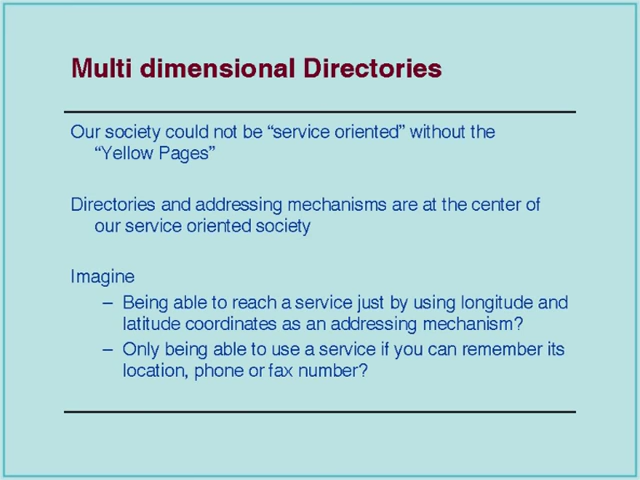 Multi dimensional Directories
Our society could not be “service oriented” without the
“Yellow Pages”
Directories and addressing mechanisms are at the center of
our service oriented society
Imagine
– Being able to reach a service just by using longitude and
latitude coordinates as an addressing mechanism?
– Only being able to use a service if you can remember its
location, phone or fax number?